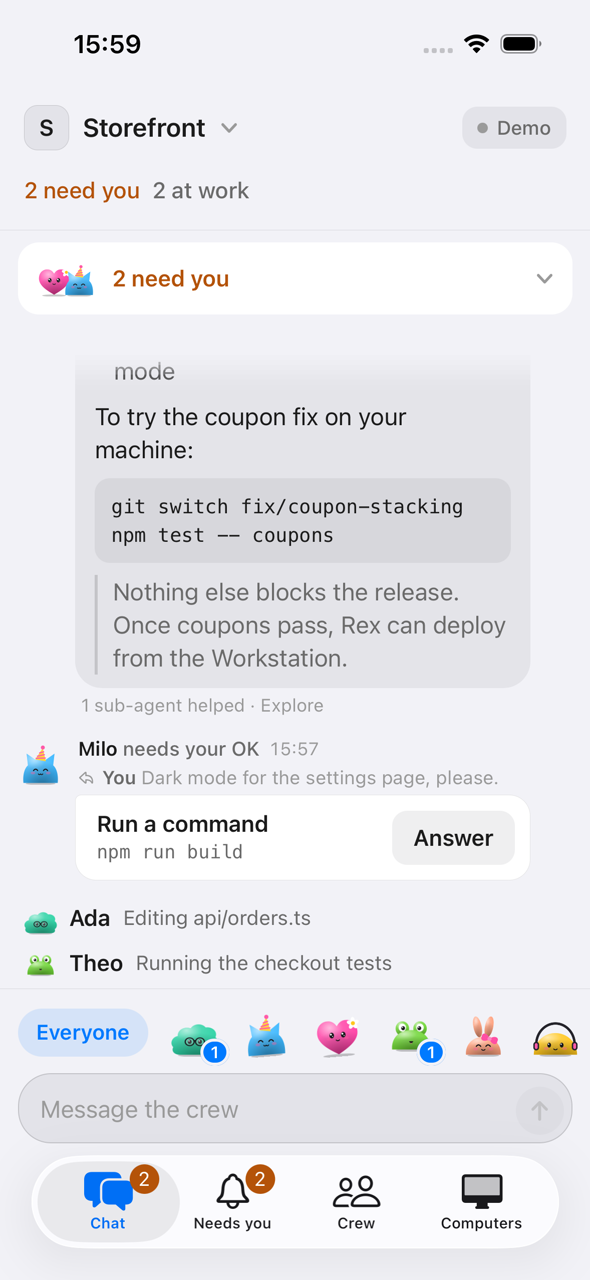 15:59
S Storefront
Demo
2 need you 2 at work
2 need you
mode
To try the coupon fix on your
machine:
git switch fix/coupon-stacking
npm test -- coupons
Nothing else blocks the release.
Once coupons pass, Rex can deploy
from the Workstation.
1 sub-agent helped · Explore
Milo needs your OK 15:57
You Dark mode for the settings page, please.
Run a command
npm run build
Answer
Ada Editing api/orders.ts
Theo Running the checkout tests
Everyone
1
1
Message the crew
2
2
Chat
Needs you
Crew
Computers